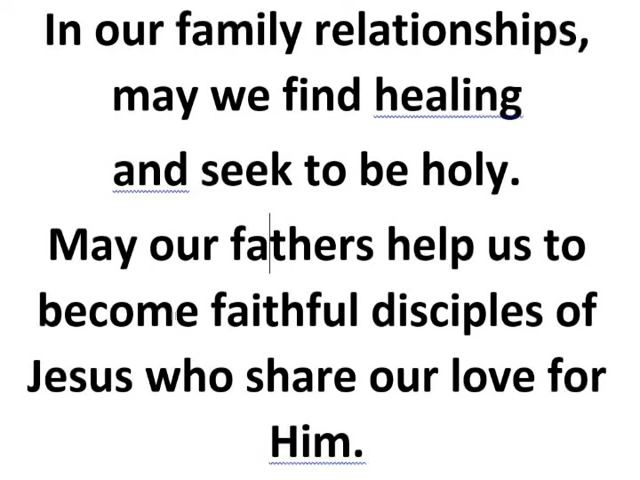 In our family relationships,
may we find healing
and seek to be holy.
May our fathers help us to
become faithful disciples of
Jesus who share our love for
Him.